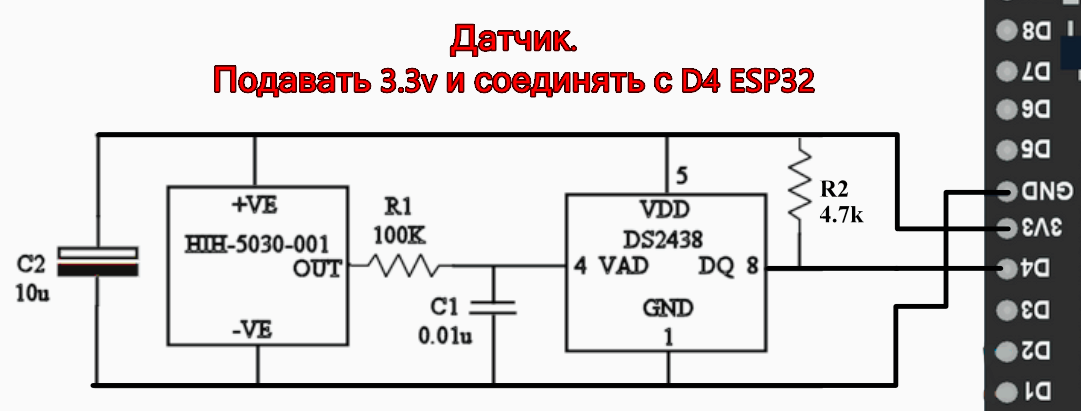 Датчик.
Подавать 3.3v и соединять с D4 ESP32
D8
D7
D6
D5
GND
3V3
D4
D3
D2
D1
C2
10u
+VE
HIH-5030-001
OUT
-VE
R1
100K
C1
0.01u
5
VDD
DS2438
4 VAD DQ 8
GND
1
R2
4.7k